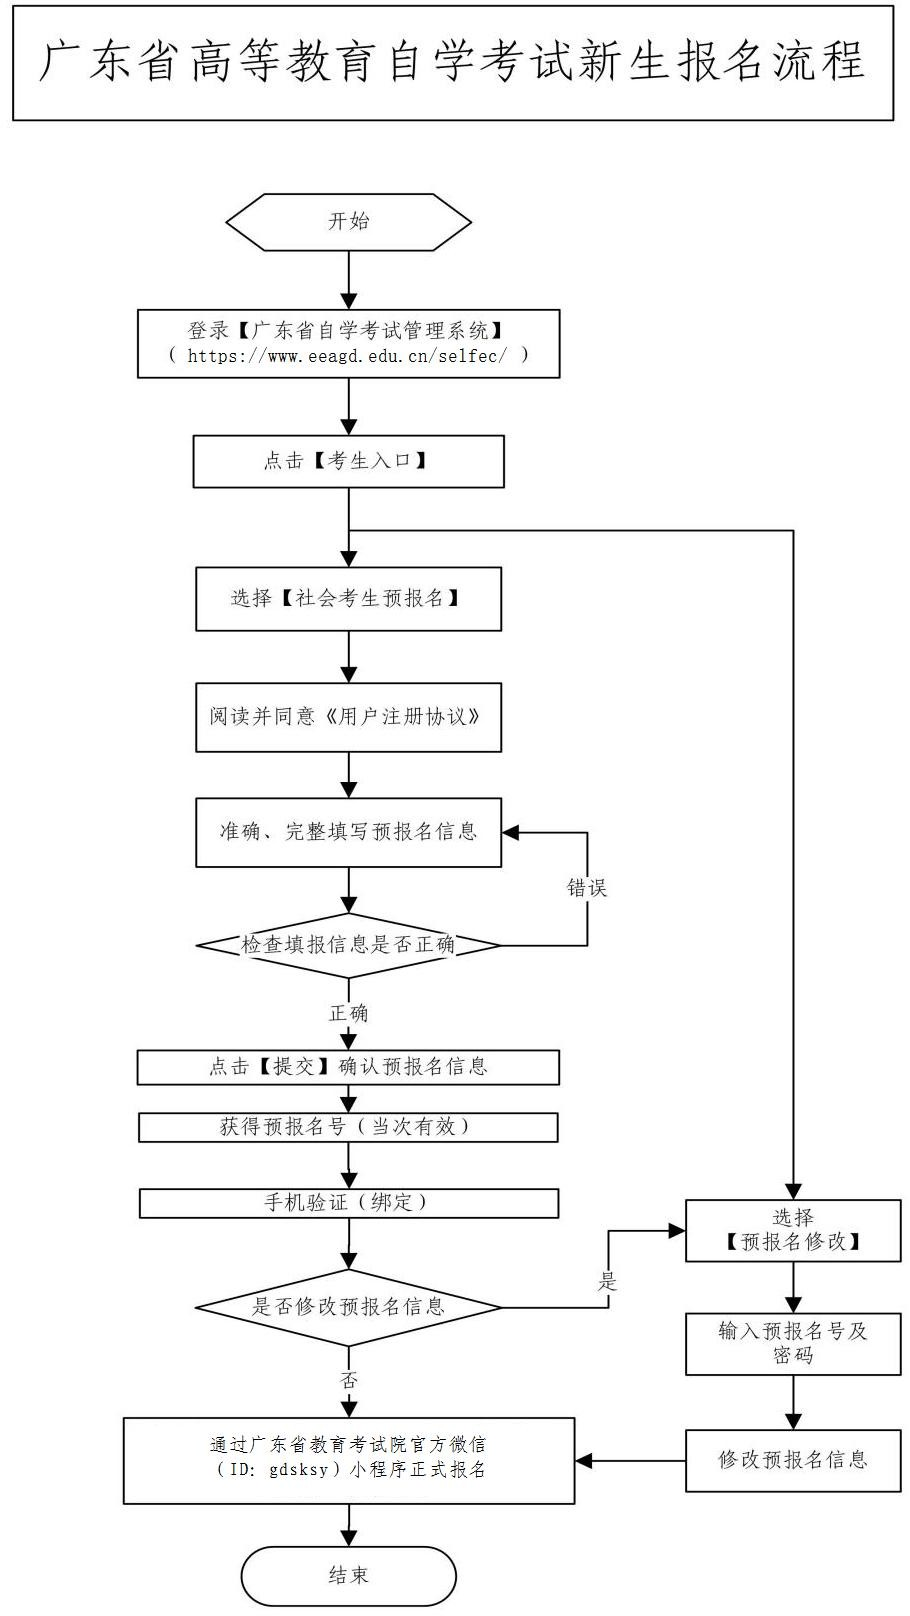 广东省高等教育自学考试新生报名流程
开始
登录【广东省自学考试管理系统】
（ https://www.eeagd.edu.cn/selfec/ ）
点击【考生入口】
选择【社会考生预报名】
阅读并同意《用户注册协议》
准确、完整填写预报名信息
错误
检查填报信息是否正确
正确
点击【提交】确认预报名信息
获得预报名号（当次有效）
手机验证（绑定）
选择
【预报名修改】
是
是否修改预报名信息
输入预报名号及
密码
否
通过广东省教育考试院官方微信
（ID: gdsksy）小程序正式报名
修改预报名信息
结束